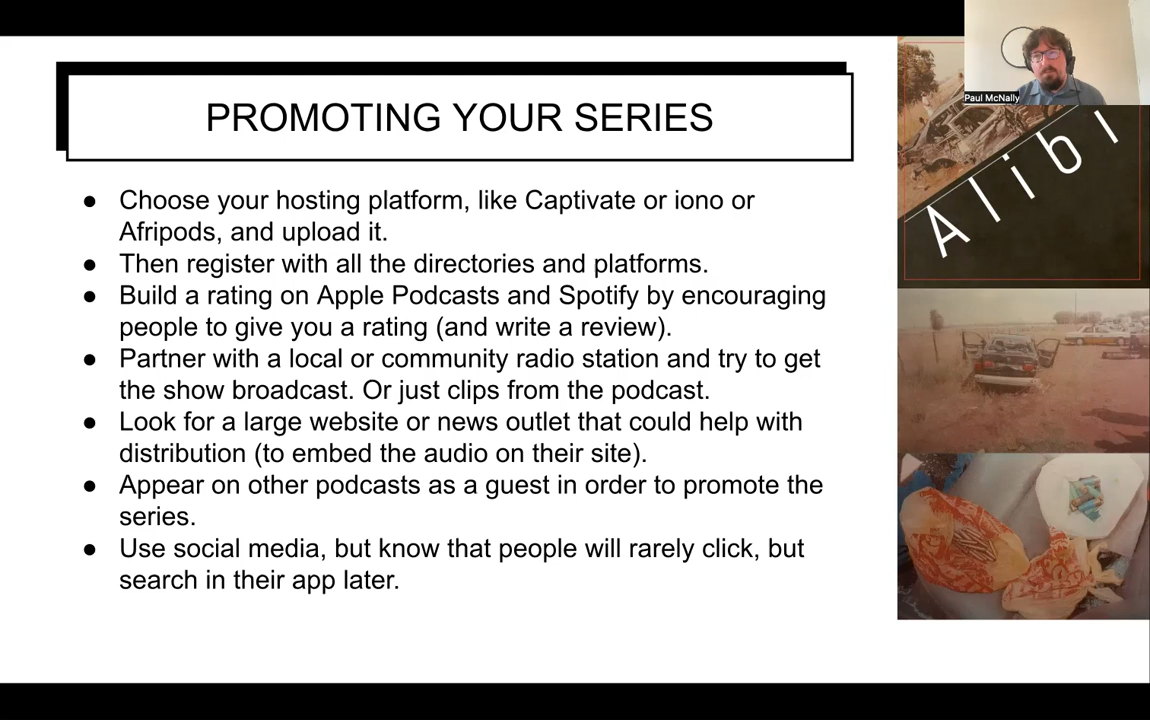 PROMOTING YOUR SERIES
● Choose your hosting platform, like Captivate or iono or
Afripods, and upload it.
● Then register with all the directories and platforms.
● Build a rating on Apple Podcasts and Spotify by encouraging
people to give you a rating (and write a review).
● Partner with a local or community radio station and try to get
the show broadcast. Or just clips from the podcast.
● Look for a large website or news outlet that could help with
distribution (to embed the audio on their site).
● Appear on other podcasts as a guest in order to promote the
series.
● Use social media, but know that people will rarely click, but
search in their app later.
Paul McNally
Alibi